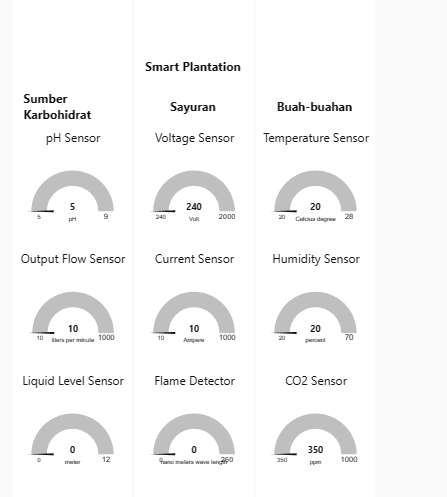 Smart Plantation
Sumber
Karbohidrat
Sayuran
Buah-buahan
pH Sensor
Voltage Sensor
Temperature Sensor
5
5
pH
9
240
240
Volt
2000
20
20
Celcius degree
28
Output Flow Sensor
Current Sensor
Humidity Sensor
10
10
liters per minute
1000
10
10
Ampere
1000
20
20
percent
70
Liquid Level Sensor
Flame Detector
CO2 Sensor
0
0
meter
12
0
0
nano meters wave length
260
350
350
ppm
1000